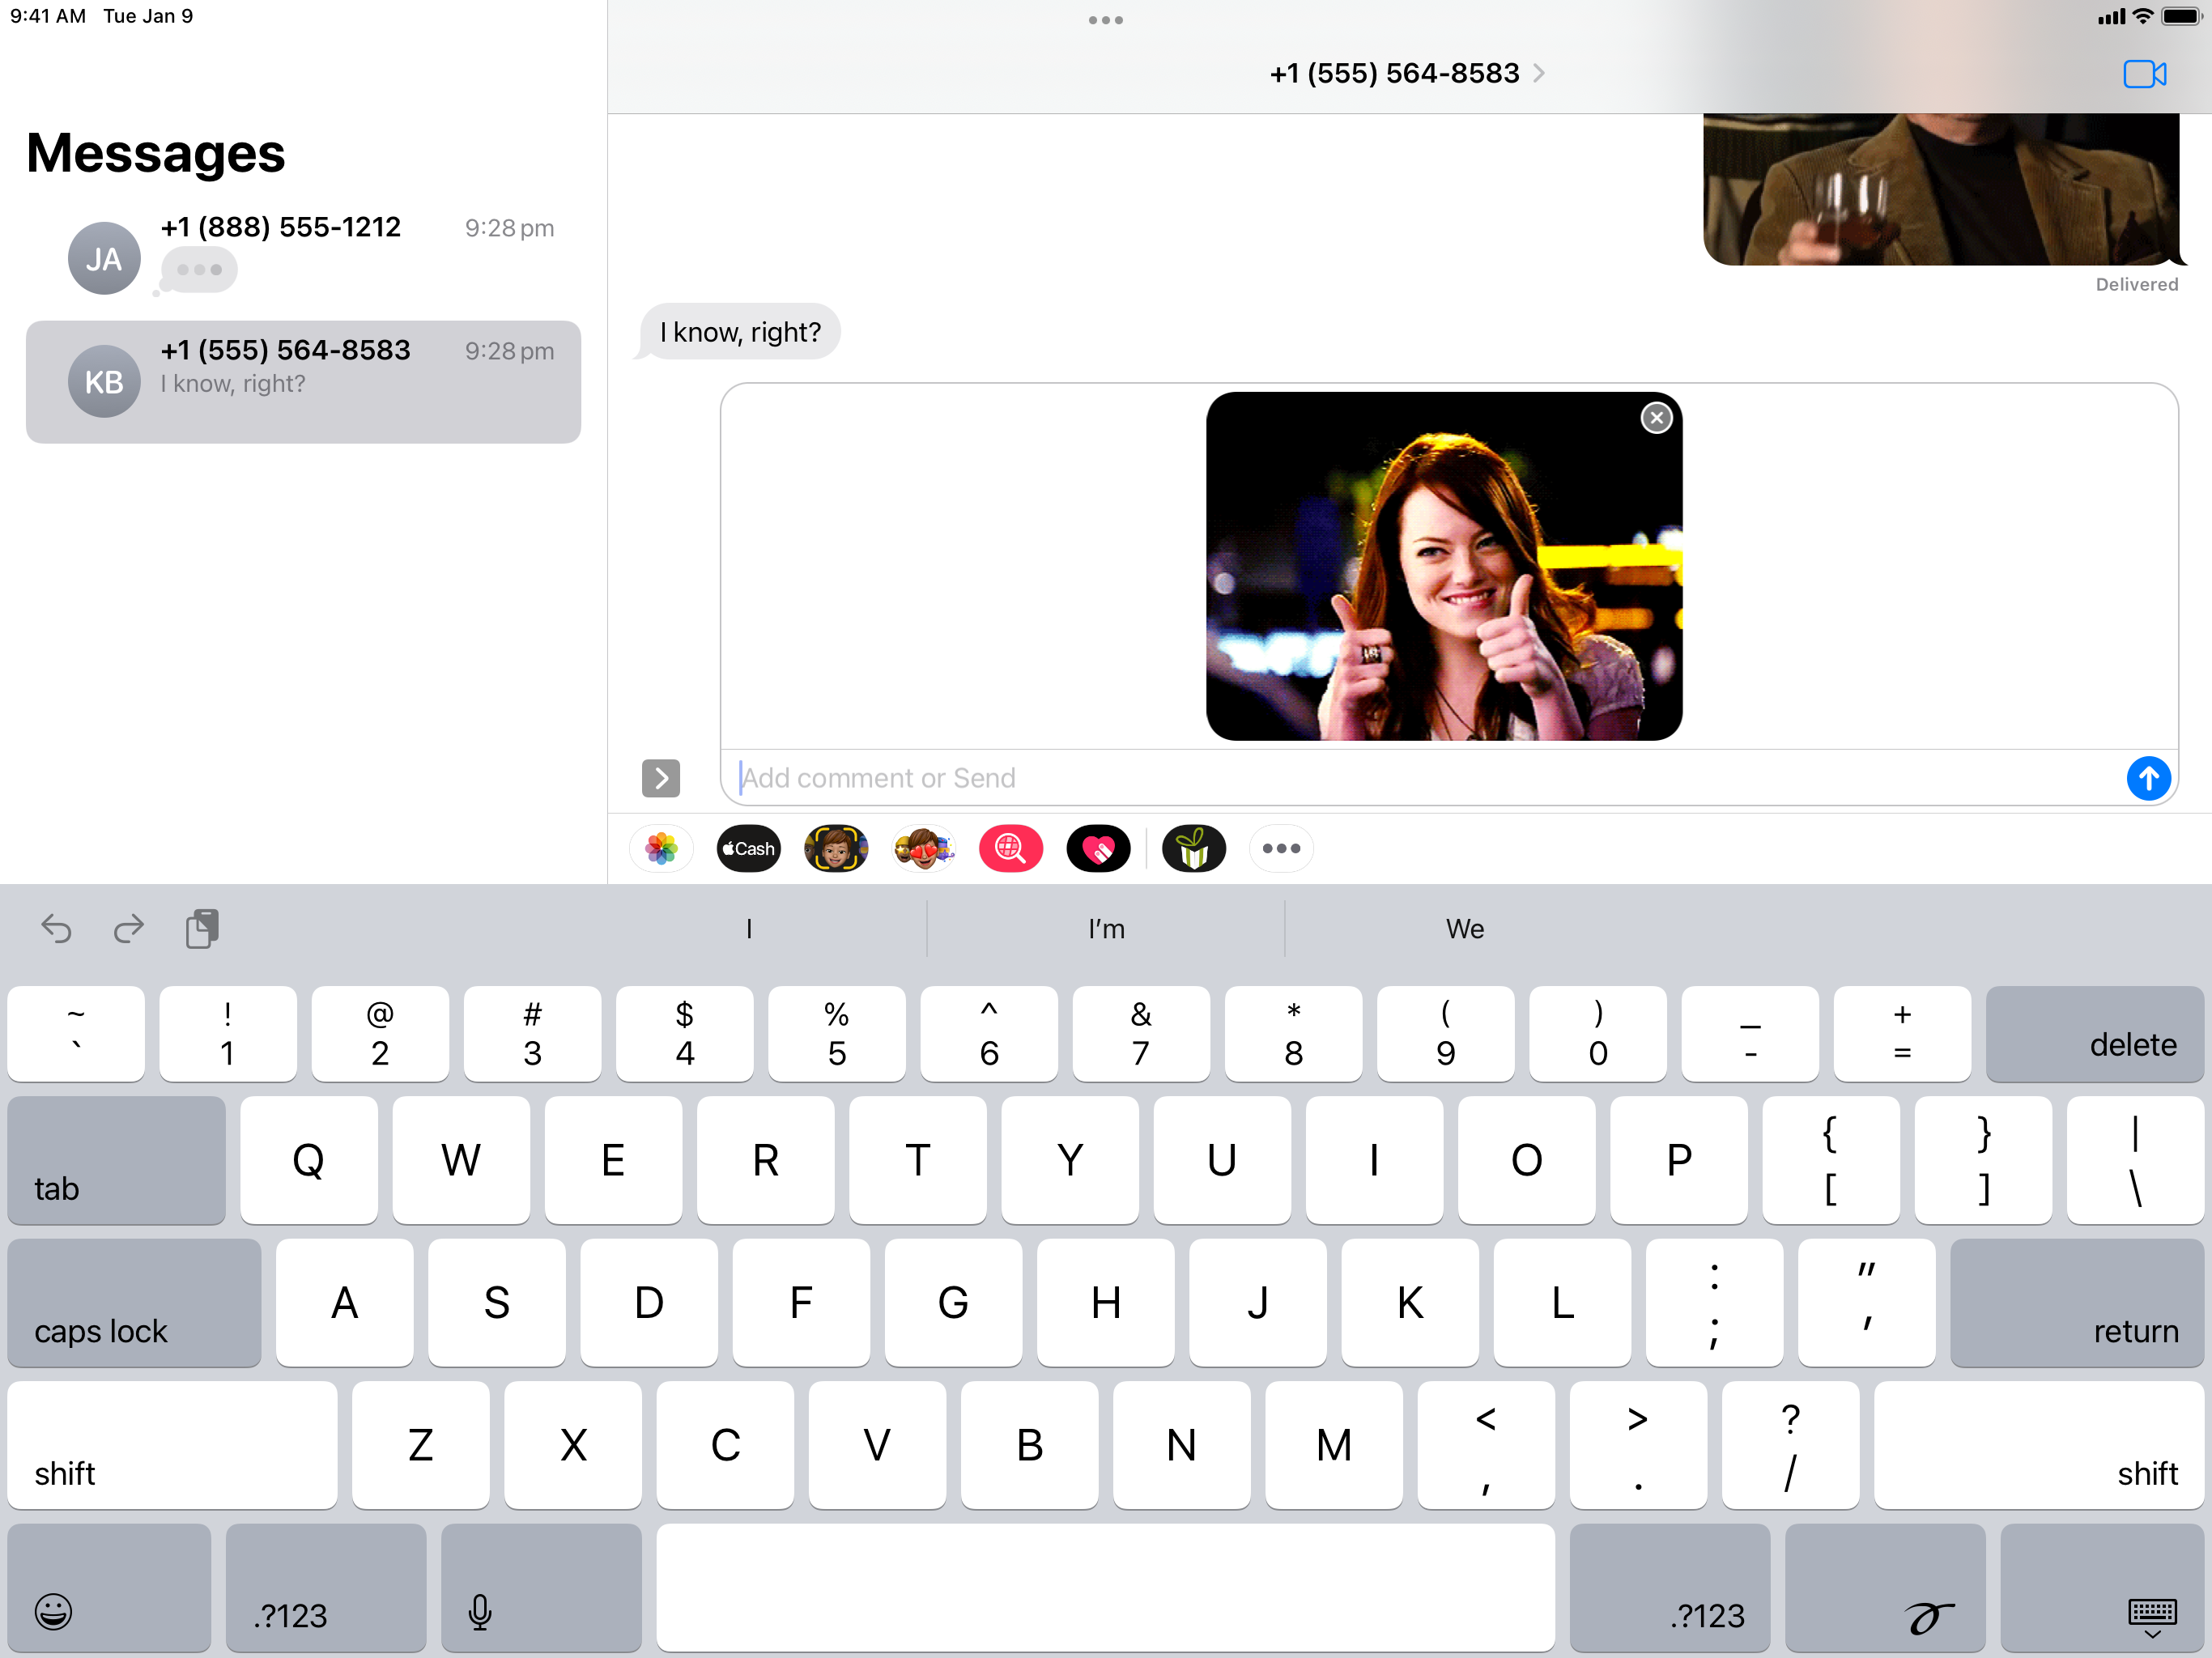 9:41 AM Tue Jan 9
Messages
JA
+1 (888) 555-1212 9:28 pm
KB
+1 (555) 564-8583 9:28 pm
I know, right?
+1 (555) 564-8583
Delivered
I know, right?
Add comment or Send
Cash
I I’m We
~ ! @ # $ % ^ & * ( ) _ +
` 1 2 3 4 5 6 7 8 9 0 - = delete
tab Q W E R T Y U I O P { [ } ] | \
caps lock A S D F G H J K L : ; " ' return
shift Z X C V B N M < , > . ? / shift
.?123 .?123